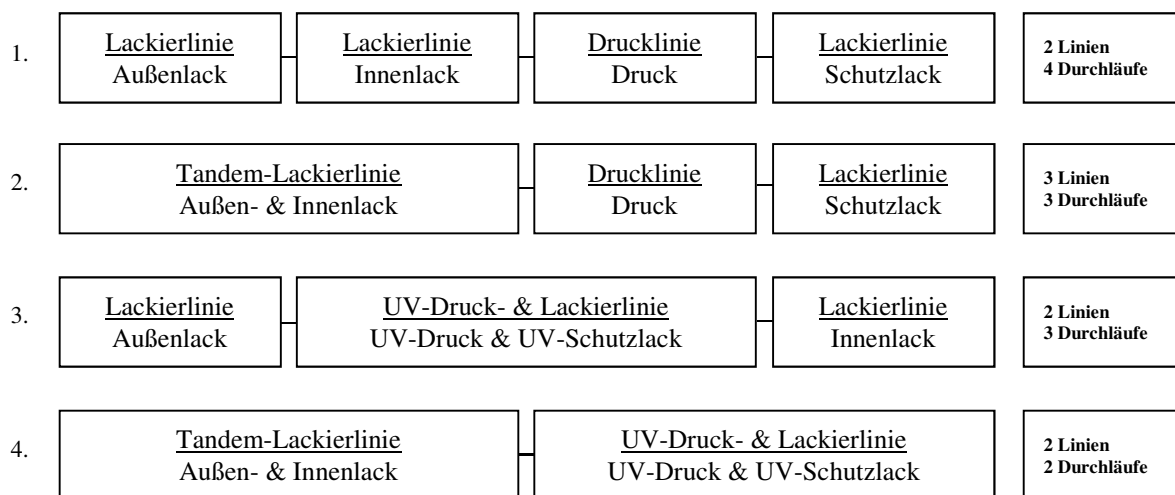 1.
Lackierlinie
Außenlack
Lackierlinie
Innenlack
Drucklinie
Druck
Lackierlinie
Schutzlack
2 Linien
4 Durchläufe
2.
Tandem-Lackierlinie
Außen- & Innenlack
Drucklinie
Druck
Lackierlinie
Schutzlack
3 Linien
3 Durchläufe
3.
Lackierlinie
Außenlack
UV-Druck- & Lackierlinie
UV-Druck & UV-Schutzlack
Lackierlinie
Innenlack
2 Linien
3 Durchläufe
4.
Tandem-Lackierlinie
Außen- & Innenlack
UV-Druck- & Lackierlinie
UV-Druck & UV-Schutzlack
2 Linien
2 Durchläufe